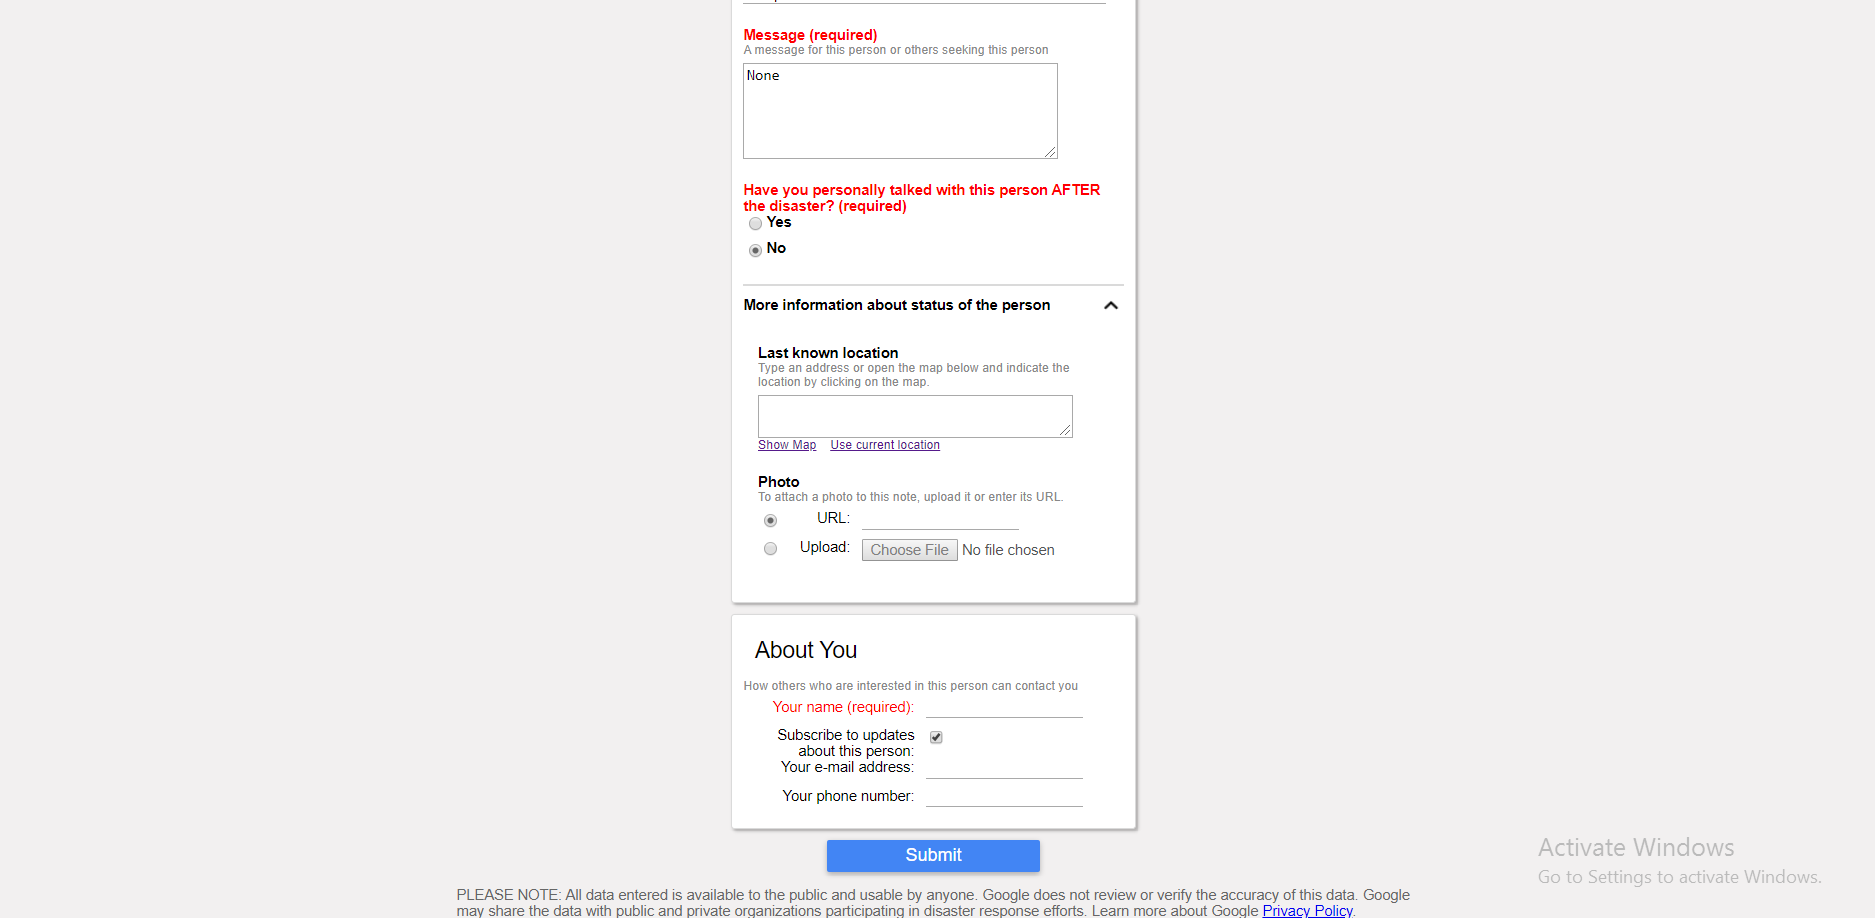 Message (required)
A message for this person or others seeking this person
None
Have you personally talked with this person AFTER
the disaster? (required)
Yes
No
More information about status of the person
Last known location
Type an address or open the map below and indicate the
location by clicking on the map.
Show Map Use current location
Photo
To attach a photo to this note, upload it or enter its URL.
URL:
Upload: Choose File No file chosen
About You
How others who are interested in this person can contact you
Your name (required):
Subscribe to updates
about this person:
Your e-mail address:
Your phone number:
Submit
Activate Windows
Go to Settings to activate Windows.
PLEASE NOTE: All data entered is available to the public and usable by anyone. Google does not review or verify the accuracy of this data. Google
may share the data with public and private organizations participating in disaster response efforts. Learn more about Google Privacy Policy.